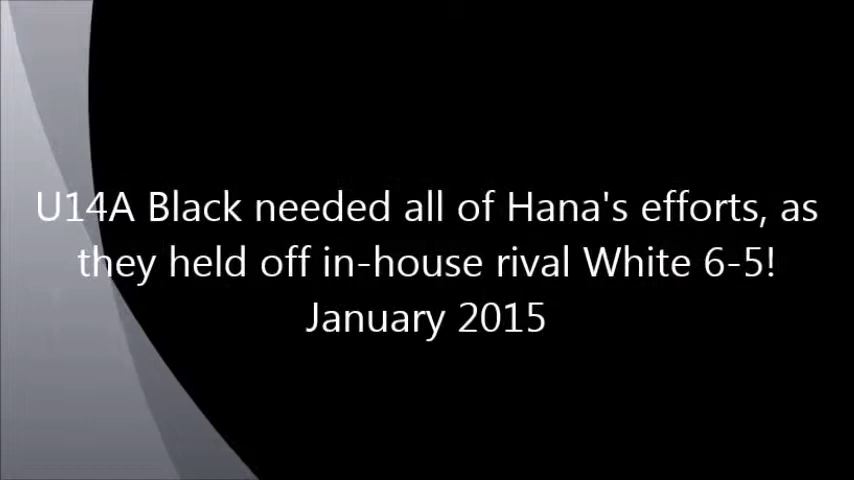 U14A Black needed all of Hana's efforts, as
they held off in-house rival White 6-5!
January 2015